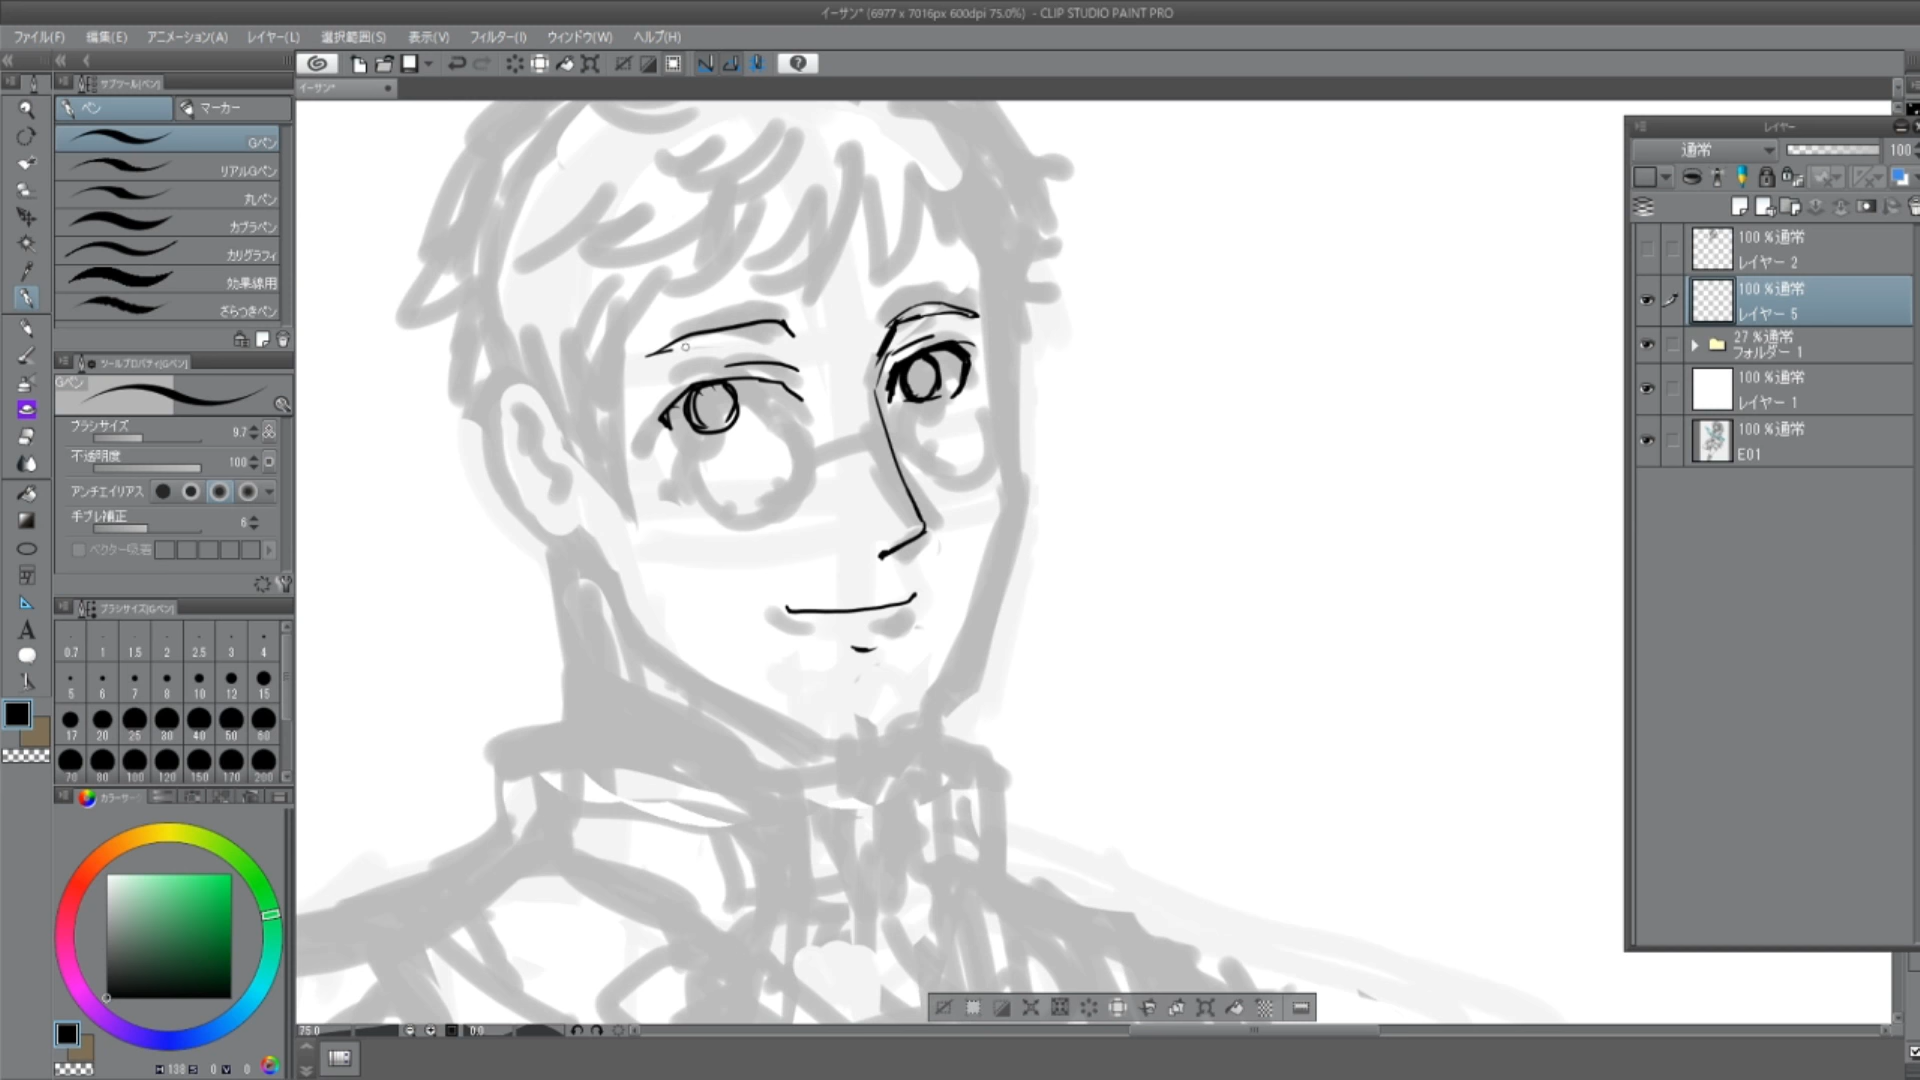 イーサン* (6977 x 7016px 600dpi 75.0%) - CLIP STUDIO PAINT PRO
ファイル(F) 編集(E) アニメーション(A) レイヤー(L) 選択範囲(S) 表示(V) フィルター(I) ウィンドウ(W) ヘルプ(H)
サブツール[ペン]
イーサン*
ペン マーカー
Gペン
リアルGペン
丸ペン
カブラペン
カリグラフィ
効果線用
ざらつきペン
ツールプロパティ[Gペン]
Gペン
ブラシサイズ 9.7
不透明度 100
アンチエイリアス
手ブレ補正 6
ベクター吸着
ブラシサイズ[Gペン]
0.7 1 1.5 2 2.5 3 4
5 6 7 8 10 12 15
17 20 25 30 40 50 60
70 80 100 120 150 170 200
カラーサー
H 138 S 0 V 0
75.0 0.0
レイヤー
通常 100
100 %通常
レイヤー 2
100 %通常
レイヤー 5
27 %通常
フォルダー 1
100 %通常
レイヤー 1
100 %通常
E01